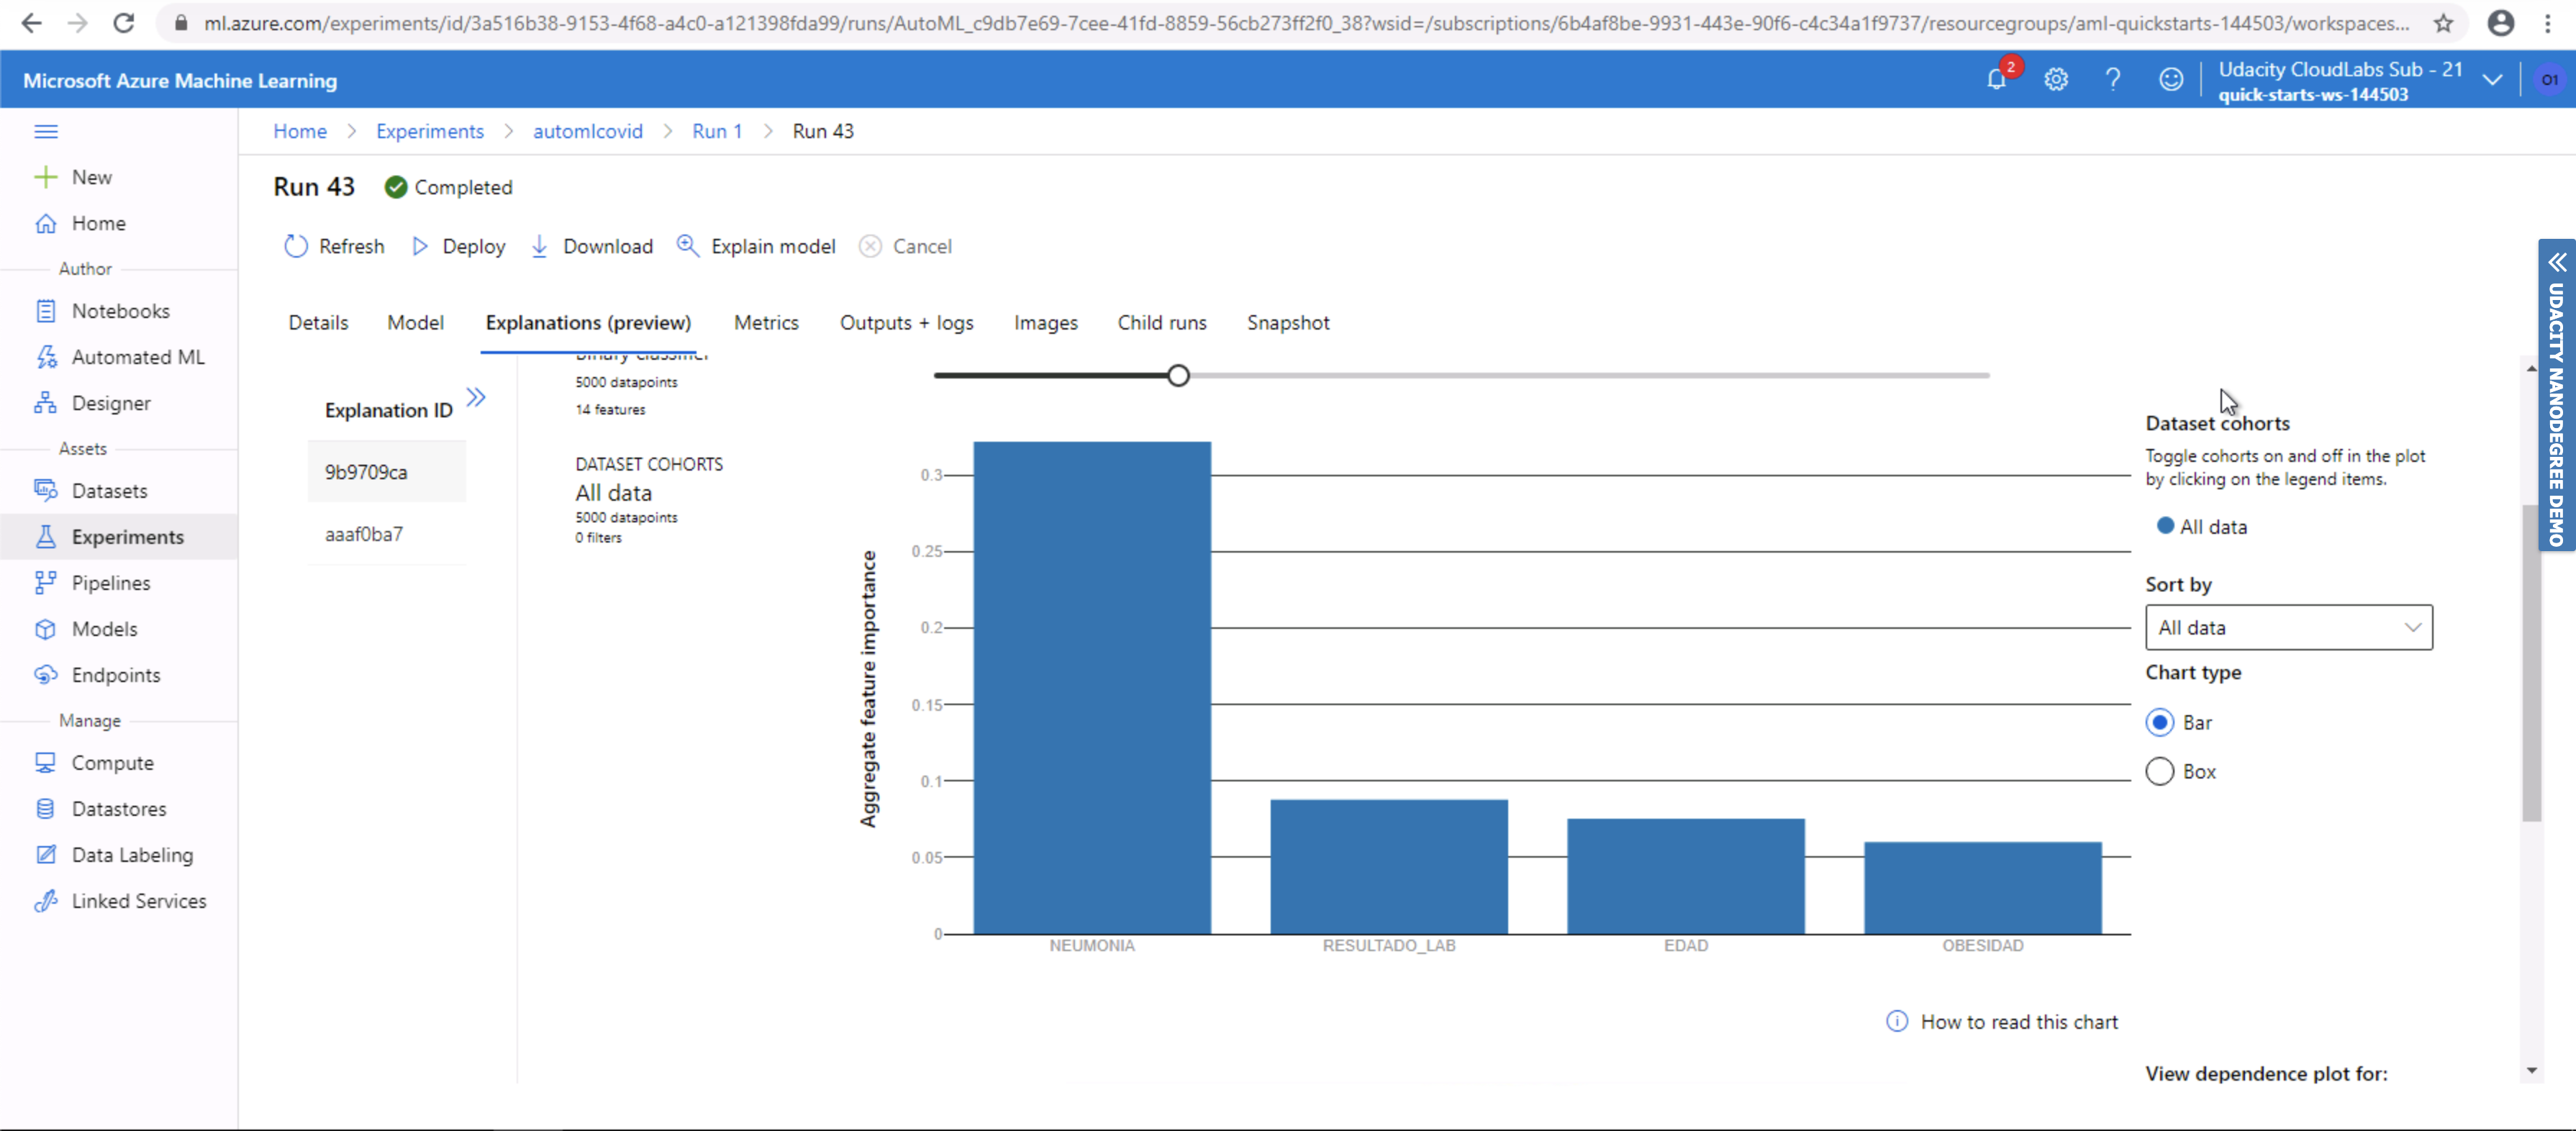 ml.azure.com/experiments/id/3a516b38-9153-4f68-a4c0-a121398fda99/runs/AutoML_c9db7e69-7cee-41fd-8859-56cb273ff2f0_38?wsid=/subscriptions/6b4af8be-9931-443e-90f6-c4c34a1f9737/resourcegroups/aml-quickstarts-144503/workspaces...
Microsoft Azure Machine Learning
2
Udacity CloudLabs Sub - 21
quick-starts-ws-144503
01
Home > Experiments > automlcovid > Run 1 > Run 43
New
Home
Author
Notebooks
Automated ML
Designer
Assets
Datasets
Experiments
Pipelines
Models
Endpoints
Manage
Compute
Datastores
Data Labeling
Linked Services
Run 43 Completed
Refresh Deploy Download Explain model Cancel
Details Model Explanations (preview) Metrics Outputs + logs Images Child runs Snapshot
Explanation ID
9b9709ca
aaaf0ba7
Binary classifier
5000 datapoints
14 features
DATASET COHORTS
All data
5000 datapoints
0 filters
Aggregate feature importance
0.3
0.25
0.2
0.15
0.1
0.05
0
NEUMONIA RESULTADO_LAB EDAD OBESIDAD
How to read this chart
Dataset cohorts
Toggle cohorts on and off in the plot
by clicking on the legend items.
All data
Sort by
All data
Chart type
Bar
Box
View dependence plot for:
UDACITY NANODEGREE DEMO